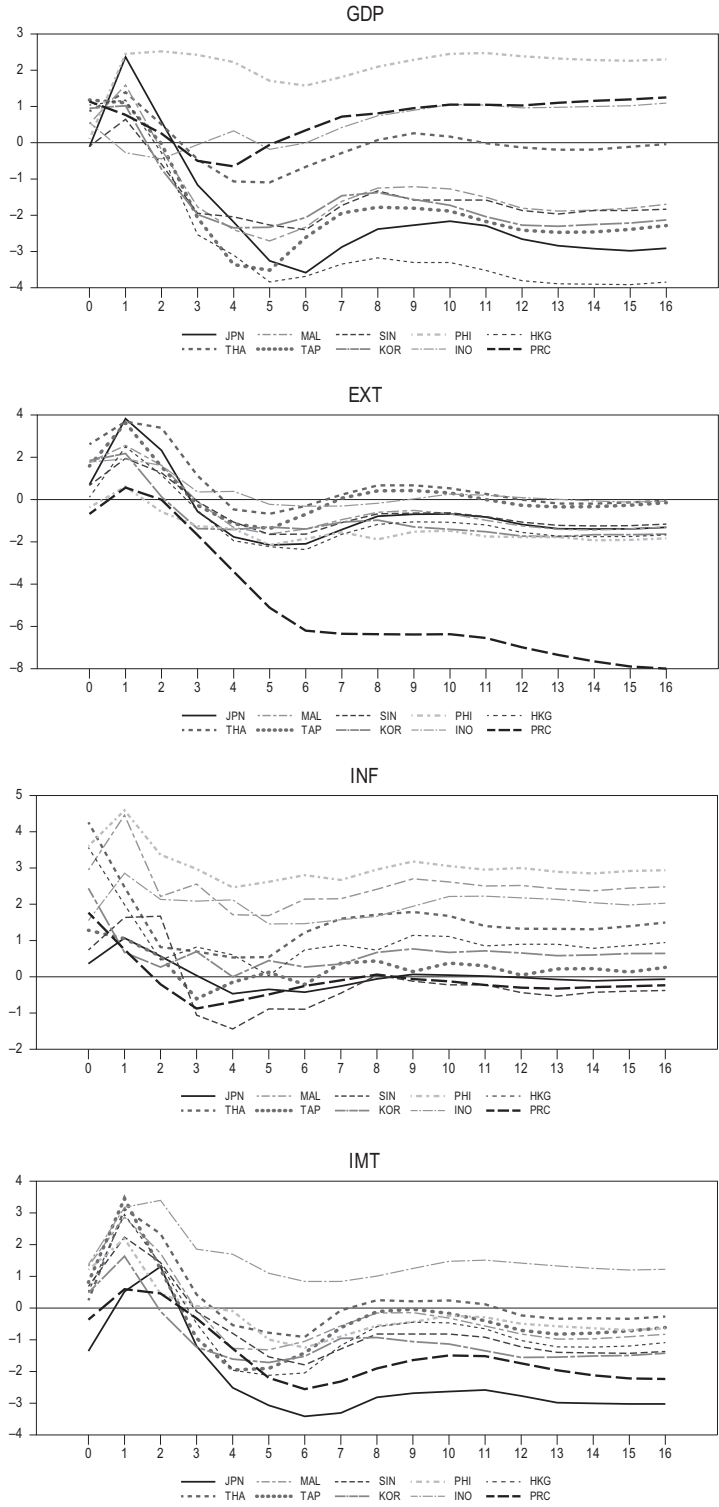 GDP
3
2
1
0
–1
–2
–3
–4
0 1 2 3 4 5 6 7 8 9 10 11 12 13 14 15 16
JPN MAL SIN PHI HKG
THA TAP KOR INO PRC
EXT
4
2
0
–2
–4
–6
–8
0 1 2 3 4 5 6 7 8 9 10 11 12 13 14 15 16
JPN MAL SIN PHI HKG
THA TAP KOR INO PRC
INF
5
4
3
2
1
0
–1
–2
0 1 2 3 4 5 6 7 8 9 10 11 12 13 14 15 16
JPN MAL SIN PHI HKG
THA TAP KOR INO PRC
IMT
4
3
2
1
0
–1
–2
–3
–4
0 1 2 3 4 5 6 7 8 9 10 11 12 13 14 15 16
JPN MAL SIN PHI HKG
THA TAP KOR INO PRC